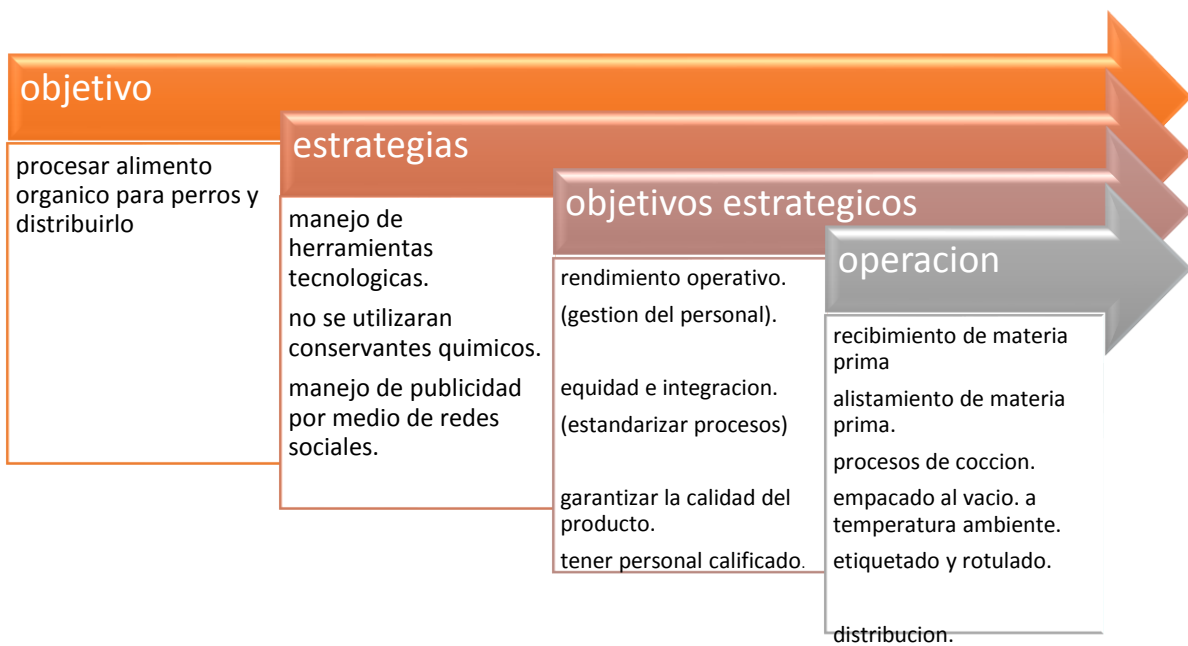 objetivo
procesar alimento
organico para perros y
distribuirlo
estrategias
manejo de
herramientas
tecnologicas.
no se utilizaran
conservantes quimicos.
manejo de publicidad
por medio de redes
sociales.
objetivos estrategicos
rendimiento operativo.
(gestion del personal).
equidad e integracion.
(estandarizar procesos)
garantizar la calidad del
producto.
tener personal calificado.
operacion
recibimiento de materia
prima
alistamiento de materia
prima.
procesos de coccion.
empacado al vacio. a
temperatura ambiente.
etiquetado y rotulado.
distribucion.